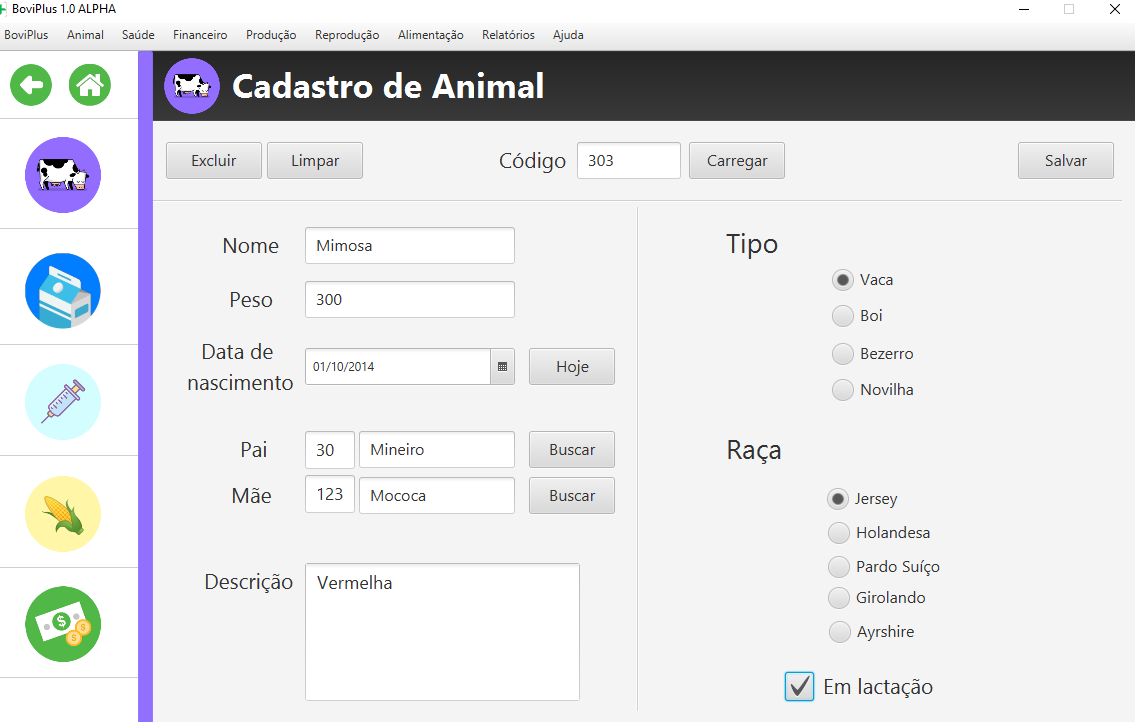 BoviPlus 1.0 ALPHA
BoviPlus Animal Saúde Financeiro Produção Reprodução Alimentação Relatórios Ajuda
Cadastro de Animal
Excluir Limpar Código 303 Carregar Salvar
Nome Mimosa
Peso 300
Data de
nascimento 01/10/2014 Hoje
Pai 30 Mineiro Buscar
Mãe 123 Mococa Buscar
Descrição Vermelha
Tipo
Vaca
Boi
Bezerro
Novilha
Raça
Jersey
Holandesa
Pardo Suíço
Girolando
Ayrshire
Em lactação
$
$
$